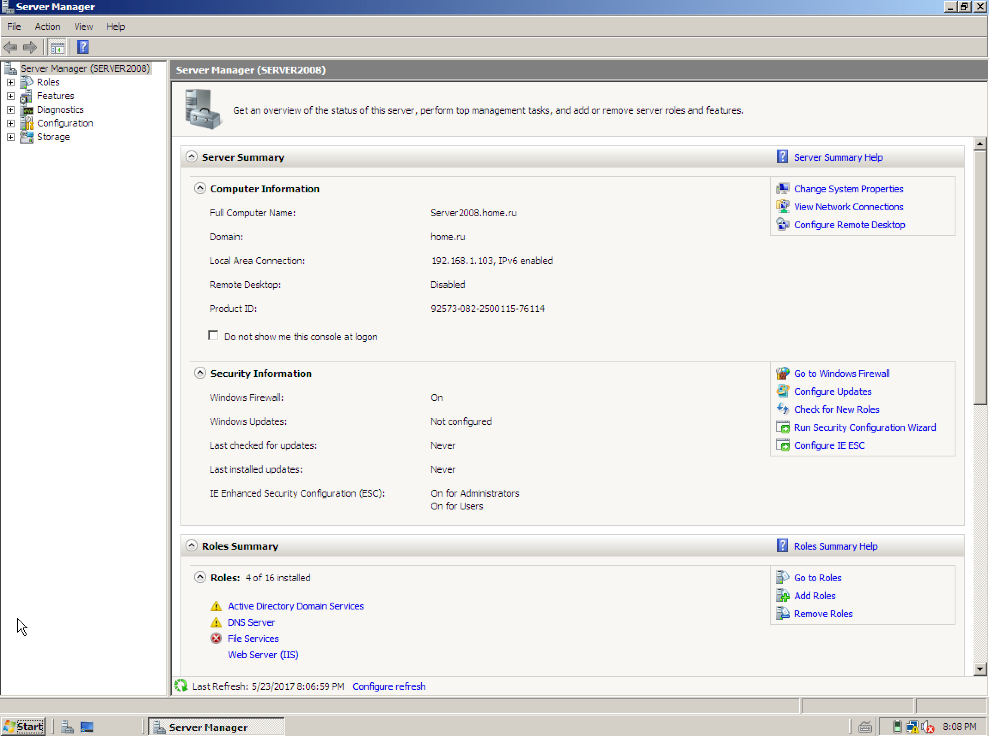 Server Manager
File Action View Help
Server Manager (SERVER2008)
Roles
Features
Diagnostics
Configuration
Storage
Server Manager (SERVER2008)
Get an overview of the status of this server, perform top management tasks, and add or remove server roles and features.
Server Summary
Server Summary Help
Computer Information
Full Computer Name: Server2008.home.ru
Domain: home.ru
Local Area Connection: 192.168.1.103, IPv6 enabled
Remote Desktop: Disabled
Product ID: 92573-082-2500115-76114
Do not show me this console at logon
Change System Properties
View Network Connections
Configure Remote Desktop
Security Information
Windows Firewall: On
Windows Updates: Not configured
Last checked for updates: Never
Last installed updates: Never
IE Enhanced Security Configuration (ESC): On for Administrators
On for Users
Go to Windows Firewall
Configure Updates
Check for New Roles
Run Security Configuration Wizard
Configure IE ESC
Roles Summary
Roles Summary Help
Roles: 4 of 16 installed
Active Directory Domain Services
DNS Server
File Services
Web Server (IIS)
Go to Roles
Add Roles
Remove Roles
Last Refresh: 5/23/2017 8:06:59 PM Configure refresh
Start
Server Manager
8:08 PM